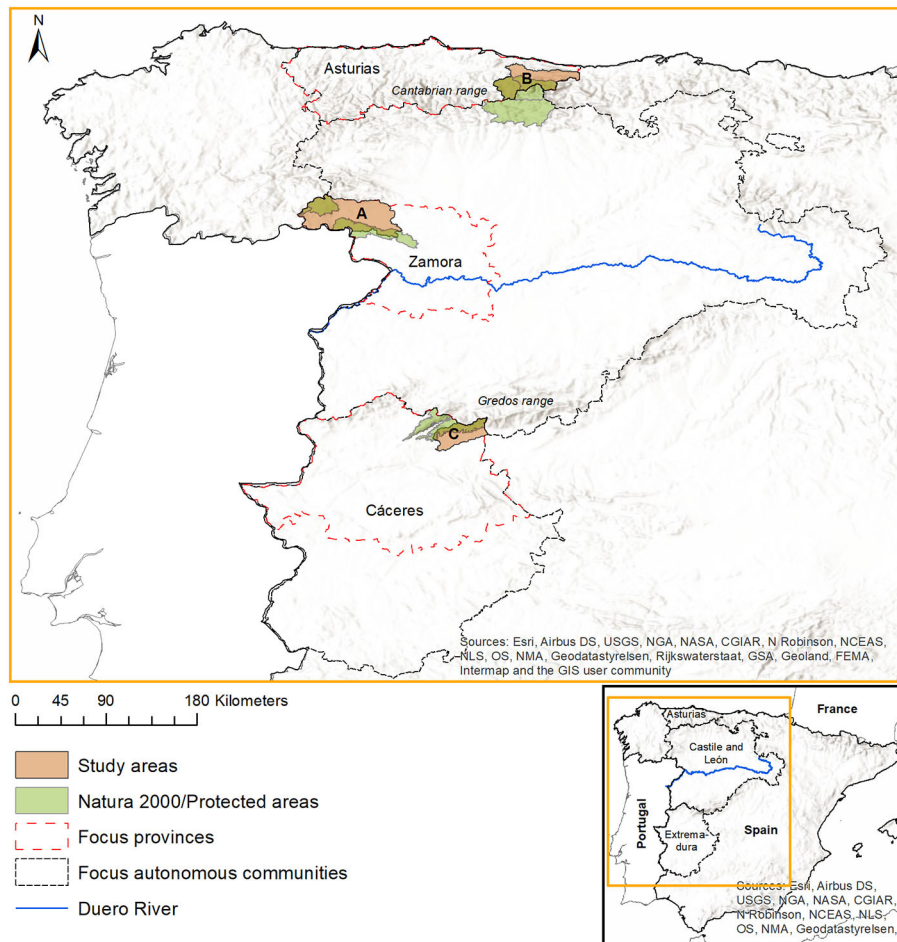 N
Asturias
Cantabrian range
B
A
Zamora
Gredos range
C
Cáceres
Sources: Esri, Airbus DS, USGS, NGA, NASA, CGIAR, N Robinson, NCEAS,
NLS, OS, NMA, Geodatastyrelsen, Rijkswaterstaat, GSA, Geoland, FEMA,
Intermap and the GIS user community
0 45 90 180 Kilometers
Study areas
Natura 2000/Protected areas
Focus provinces
Focus autonomous communities
Duero River
France
Asturias
Castile and
León
Portugal
Extrema-
dura
Spain
Sources: Esri, Airbus DS,
USGS, NGA, NASA, CGIAR,
N Robinson, NCEAS, NLS,
OS, NMA, Geodatastyrelsen,